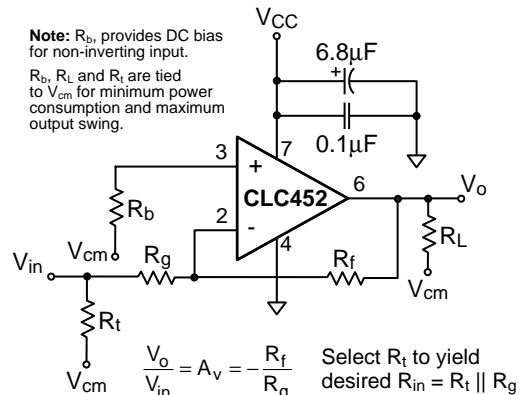 Note: Rb, provides DC bias
for non-inverting input.
Rb, RL and Rt are tied
to Vcm for minimum power
consumption and maximum
output swing.
VCC
6.8μF
+
0.1μF
7
3
+
CLC452
6
Vo
2
-
4
Rb
Vcm
Vin
Rg
Rf
RL
Vcm
Rt
Vcm
Vo/Vin = Av = -Rf/Rg
Select Rt to yield
desired Rin = Rt || Rg